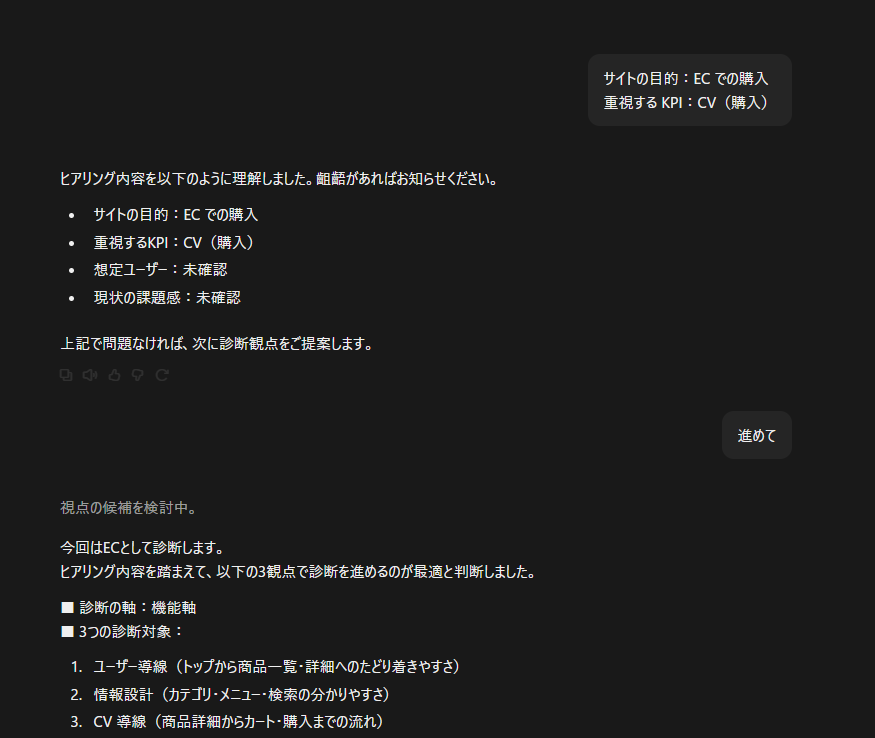 サイトの目的：EC での購入
重視する KPI：CV（購入）
ヒアリング内容を以下のように理解しました。齟齬があればお知らせください。
• サイトの目的：EC での購入
• 重視するKPI：CV（購入）
• 想定ユーザー：未確認
• 現状の課題感：未確認
上記で問題なければ、次に診断観点をご提案します。
進めて
視点の候補を検討中。
今回はECとして診断します。
ヒアリング内容を踏まえて、以下の3観点で診断を進めるのが最適と判断しました。
■ 診断の軸：機能軸
■ 3つの診断対象：
1. ユーザー導線（トップから商品一覧・詳細へのたどり着きやすさ）
2. 情報設計（カテゴリ・メニュー・検索の分かりやすさ）
3. CV 導線（商品詳細からカート・購入までの流れ）